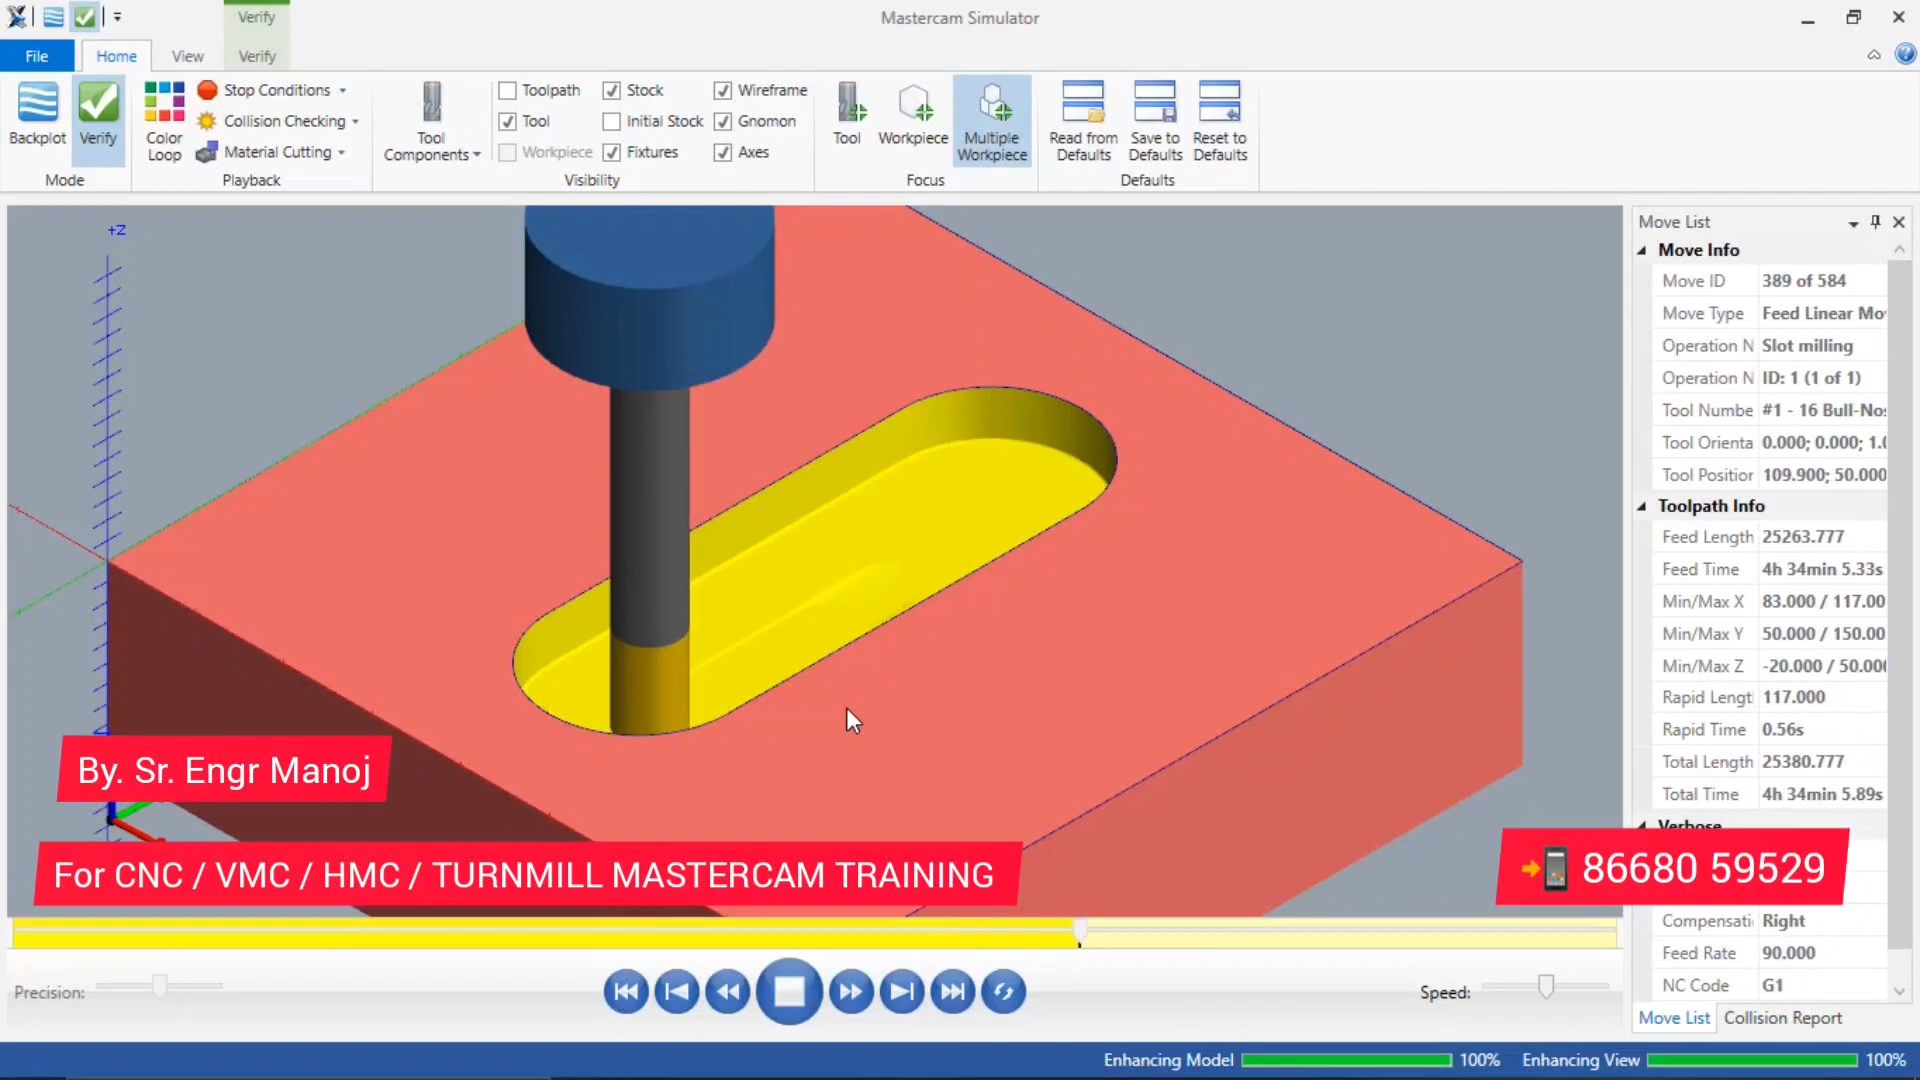 Verify
Mastercam Simulator
File
Home
View
Verify
Backplot
Verify
Mode
Color Loop
Stop Conditions
Collision Checking
Material Cutting
Playback
Tool Components
Toolpath
Tool
Workpiece
Stock
Initial Stock
Fixtures
Wireframe
Gnomon
Axes
Visibility
Tool
Workpiece
Multiple Workpiece
Focus
Read from Defaults
Save to Defaults
Reset to Defaults
Defaults
+Z
Move List
Move Info
Move ID 389 of 584
Move Type Feed Linear Mo
Operation N Slot milling
Operation N ID: 1 (1 of 1)
Tool Numbe #1 - 16 Bull-No
Tool Orienta 0.000; 0.000; 1.0
Tool Position 109.900; 50.000
Toolpath Info
Feed Length 25263.777
Feed Time 4h 34min 5.33s
Min/Max X 83.000 / 117.00
Min/Max Y 50.000 / 150.00
Min/Max Z -20.000 / 50.000
Rapid Lengt 117.000
Rapid Time 0.56s
Total Length 25380.777
Total Time 4h 34min 5.89s
Verbose
Compensati Right
Feed Rate 90.000
NC Code G1
Move List
Collision Report
By. Sr. Engr Manoj
For CNC / VMC / HMC / TURNMILL MASTERCAM TRAINING
86680 59529
Precision:
Speed:
Enhancing Model 100%
Enhancing View 100%